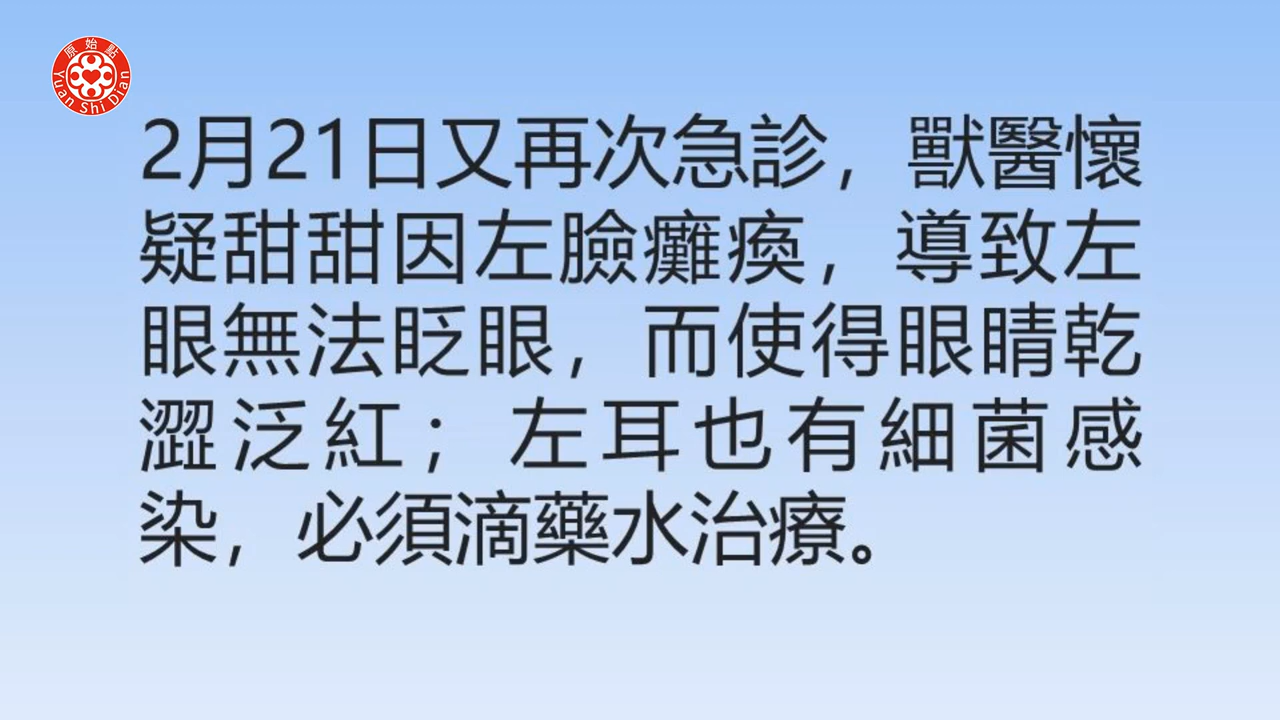 原始點
Yuan Shi Dian
2月21日又再次急診，獸醫懷
疑甜甜因左臉癱瘓，導致左
眼無法眨眼，而使得眼睛乾
澀泛紅；左耳也有細菌感
染，必須滴藥水治療。